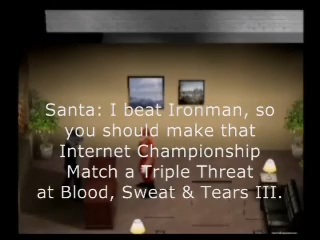 Santa: I beat Ironman, so
you should make that
Internet Championship
Match a Triple Threat
at Blood, Sweat & Tears III.